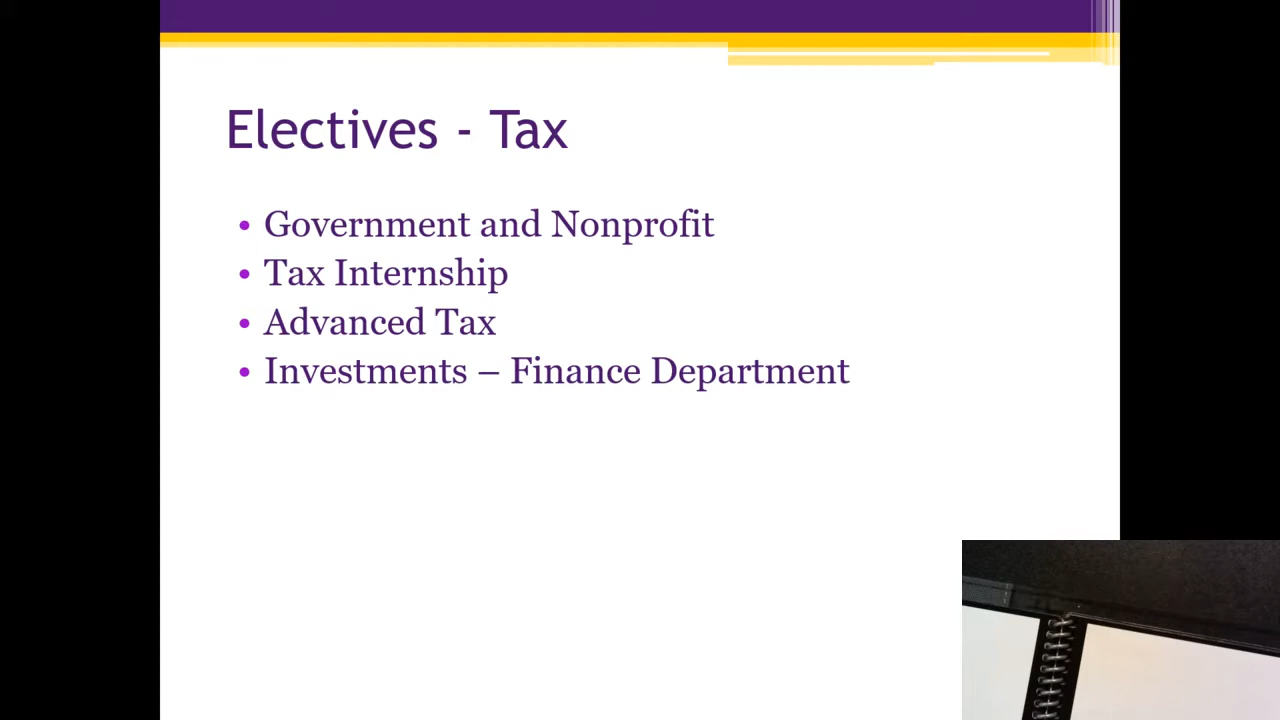 Electives - Tax
• Government and Nonprofit
• Tax Internship
• Advanced Tax
• Investments – Finance Department